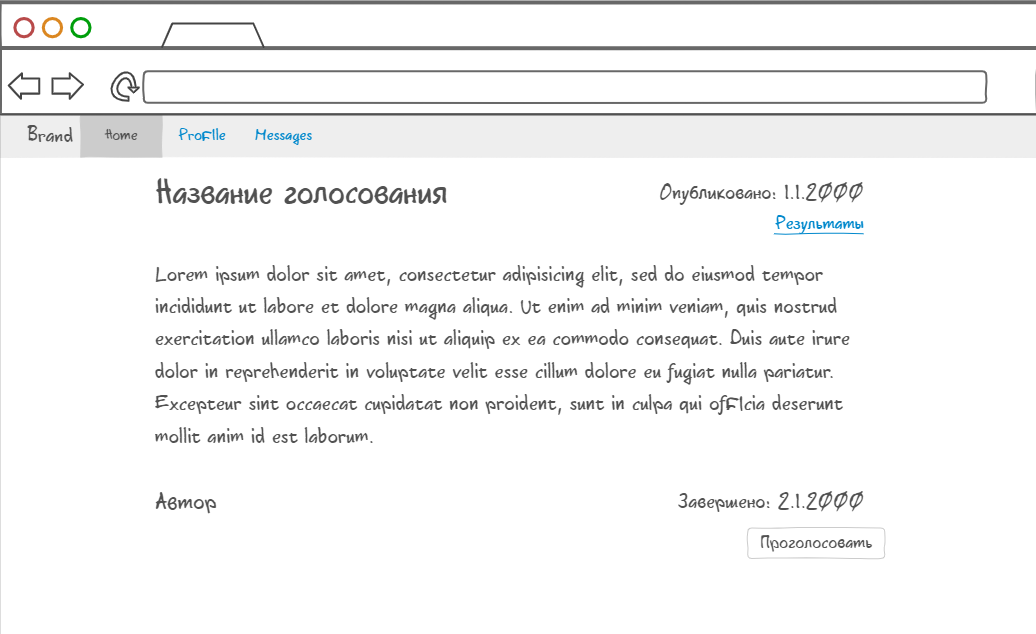 Brand Home Profile Messages
Название голосования
Опубликовано: 1.1.2000
Результаты
Lorem ipsum dolor sit amet, consectetur adipisicing elit, sed do eiusmod tempor
incididunt ut labore et dolore magna aliqua. Ut enim ad minim veniam, quis nostrud
exercitation ullamco laboris nisi ut aliquip ex ea commodo consequat. Duis aute irure
dolor in reprehenderit in voluptate velit esse cillum dolore eu fugiat nulla pariatur.
Excepteur sint occaecat cupidatat non proident, sunt in culpa qui officia deserunt
mollit anim id est laborum.
Автор
Завершено: 2.1.2000
Проголосовать